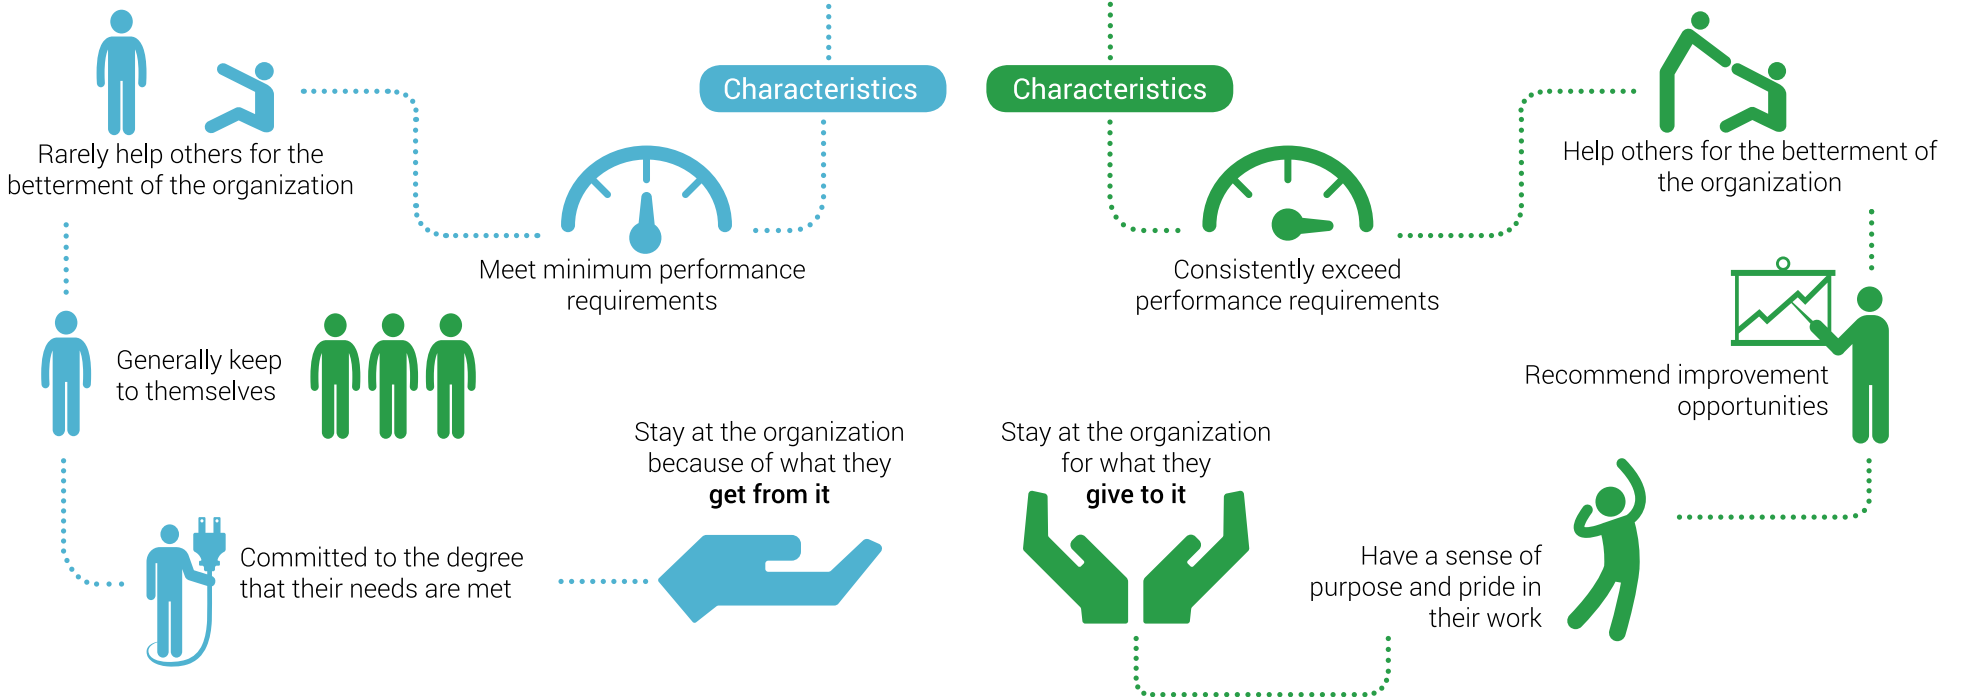 Characteristics
Meet minimum performance
requirements
Rarely help others for the
betterment of the organization
Generally keep
to themselves
Committed to the degree
that their needs are met
Stay at the organization
because of what they
get from it
Characteristics
Consistently exceed
performance requirements
Help others for the betterment of
the organization
Recommend improvement
opportunities
Have a sense of
purpose and pride in
their work
Stay at the organization
for what they
give to it